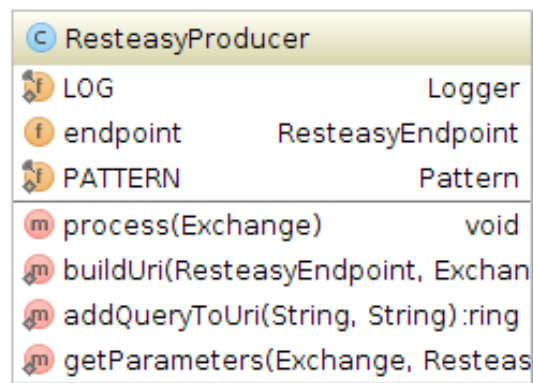 C ResteasyProducer
f LOG Logger
f endpoint ResteasyEndpoint
f PATTERN Pattern
m process(Exchange) void
m buildUri(ResteasyEndpoint, Exchan
m addQueryToUri(String, String):ring
m getParameters(Exchange, Resteas